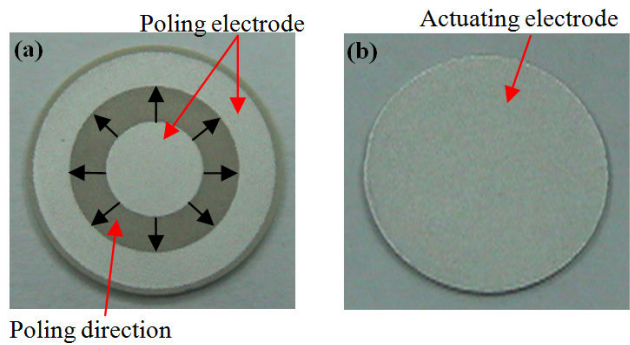 Poling electrode
Actuating electrode
(a)
(b)
Poling direction